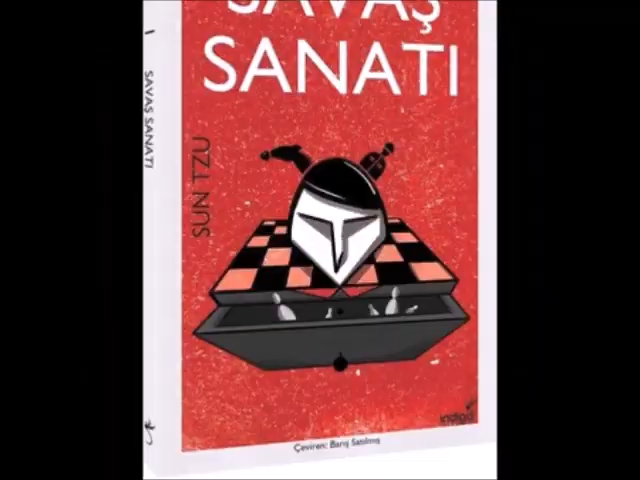 SAVAŞ
SANATI
SAVAŞ SANATI
SUN TZU
indigo
Çeviren: Barış Satılmış